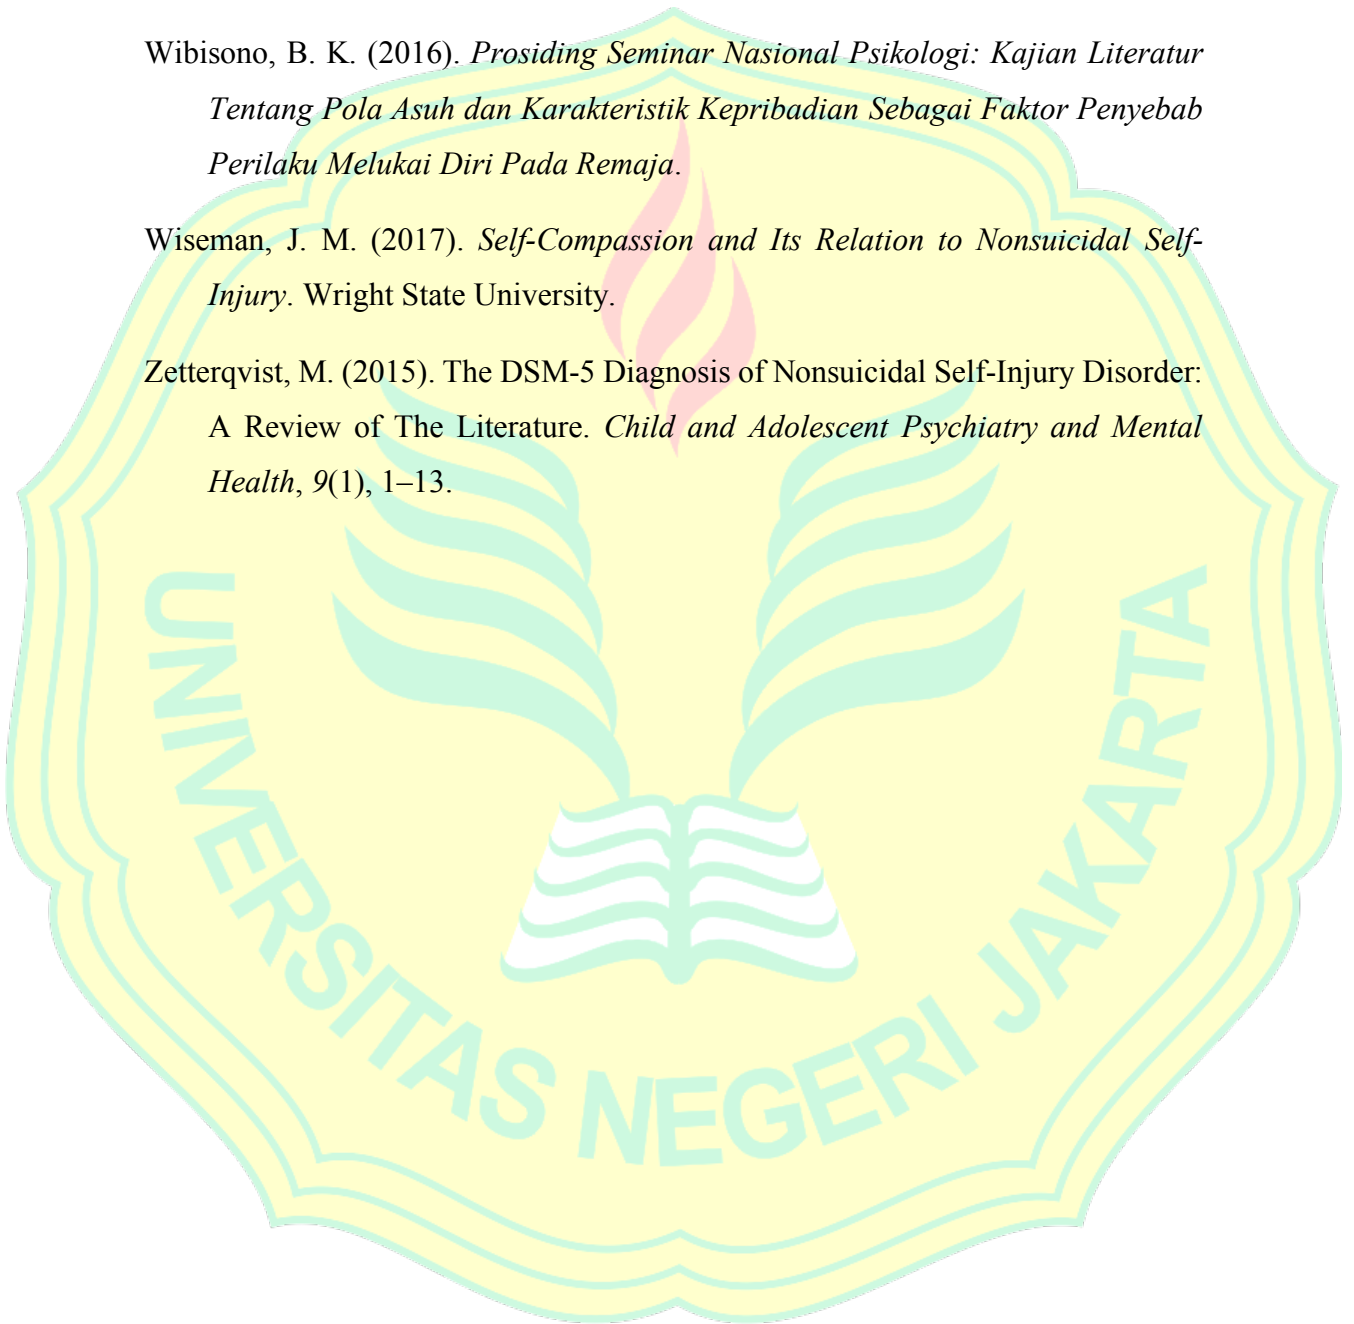 Wibisono, B. K. (2016). Prosiding Seminar Nasional Psikologi: Kajian Literatur
Tentang Pola Asuh dan Karakteristik Kepribadian Sebagai Faktor Penyebab
Perilaku Melukai Diri Pada Remaja.
Wiseman, J. M. (2017). Self-Compassion and Its Relation to Nonsuicidal Self-
Injury. Wright State University.
Zetterqvist, M. (2015). The DSM-5 Diagnosis of Nonsuicidal Self-Injury Disorder:
A Review of The Literature. Child and Adolescent Psychiatry and Mental
Health, 9(1), 1–13.
UNIVERSITAS NEGERI JAKARTA